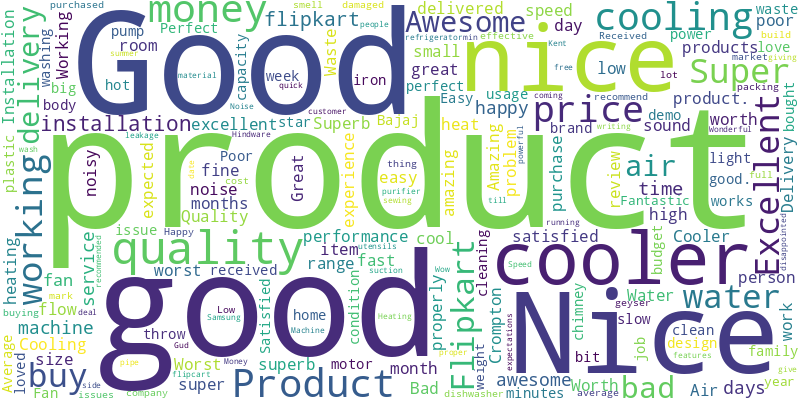 product
Good
good
nice
Nice
cooler
quality
money
cooling
Product
price
water
Super
Excellent
Working
delivery
Flipkart
buy
bad
air
Awesome
flipkart
installation
delivered
speed
day
waste
poor
purchased
Perfect
pump
room
Working
Washing
Installation
plastic
big
hot
body
summer
smell
damaged
people
effective
refrigeratormin
capacity
week
iron
material
quick
Noise
Waste
small
great
perfect
Easy
usage
happy
low
power
products
love
Kent
Received
free
lot
market
build
giving
packing
recommend
demo
product.
worth
bought
Delivery
excellent
star
Superb
Bajaj
heat
customer
Hindware
leakage
noisy
expected
Poor
fine
noise
months
Quality
wash
date
cost
Great
experience
thing
easy
purifier
sewing
till
powerful
amazing
Amazing
problem
brand
coming
writing
sound
purchase
review
time
high
light
good.
works
Wonderful
Fantastic
full
disappointed
issue
Happy
performance
item
range
cool
fast
utensils
suction
satisfied
running
Cooler
budget
person
heating
fan
service
recommended
worst
received
mark
buying
deal
flow
machine
Cooling
Low
Samsung
Gud
home
Machine
Satisfied
condition
Heating
Wow
properly
cleaning
Crompton
Speed
expectations
Water
geyser
chimney
slow
clean
design
features
work
family
Average
loved
size
throw
superb
motor
month
weight
awesome
minutes
bit
job
Worth
Air
days
year
give
Fan
issues
side
pipe
company
Worst
super
flipcart
Money
Bad
proper
dishwasher
average